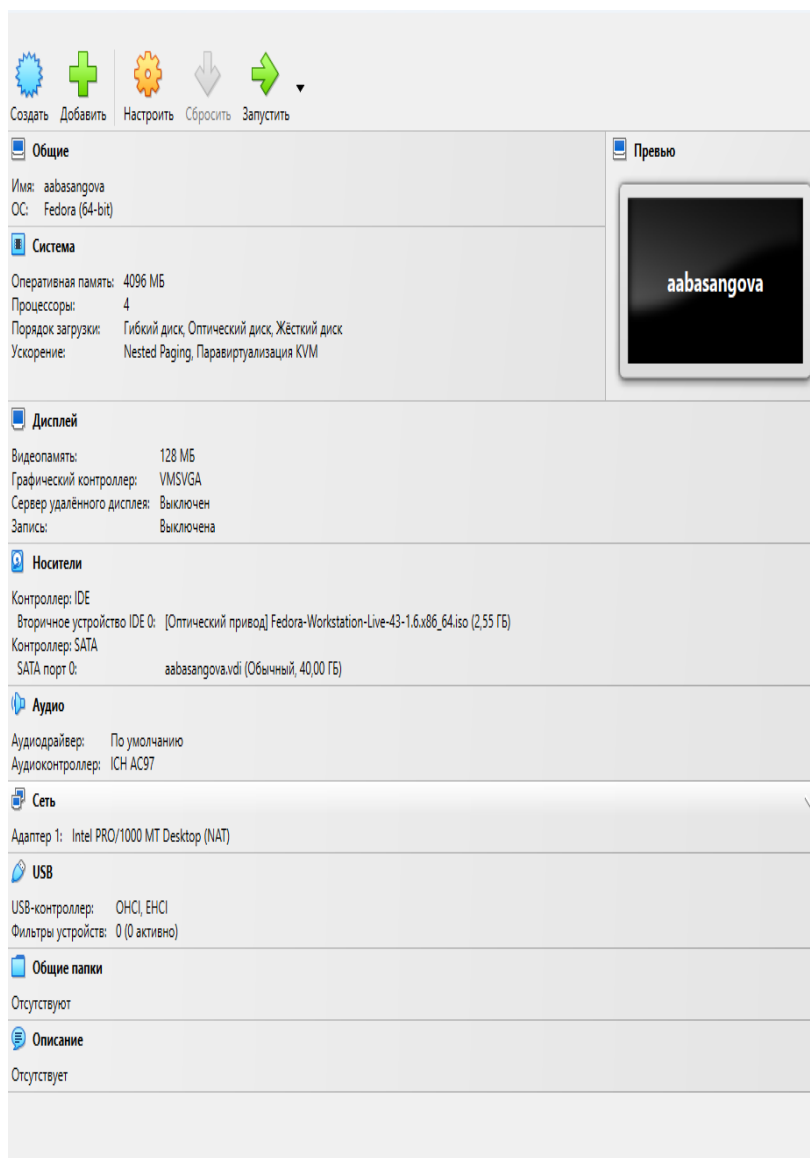 Создать Добавить Настроить Сбросить Запустить
Общие
Имя: aabasangova
ОС: Fedora (64-bit)
Превью
aabasangova
Система
Оперативная память: 4096 МБ
Процессоры: 4
Порядок загрузки: Гибкий диск, Оптический диск, Жёсткий диск
Ускорение: Nested Paging, Паравиртуализация KVM
Дисплей
Видеопамять: 128 МБ
Графический контроллер: VMSVGA
Сервер удалённого дисплея: Выключен
Запись: Выключена
Носители
Контроллер: IDE
Вторичное устройство IDE 0: [Оптический привод] Fedora-Workstation-Live-43-1.6.x86_64.iso (2,55 ГБ)
Контроллер: SATA
SATA порт 0: aabasangova.vdi (Обычный, 40,00 ГБ)
Аудио
Аудиодрайвер: По умолчанию
Аудиоконтроллер: ICH AC97
Сеть
Адаптер 1: Intel PRO/1000 MT Desktop (NAT)
USB
USB-контроллер: OHCI, EHCI
Фильтры устройств: 0 (0 активно)
Общие папки
Отсутствуют
Описание
Отсутствует